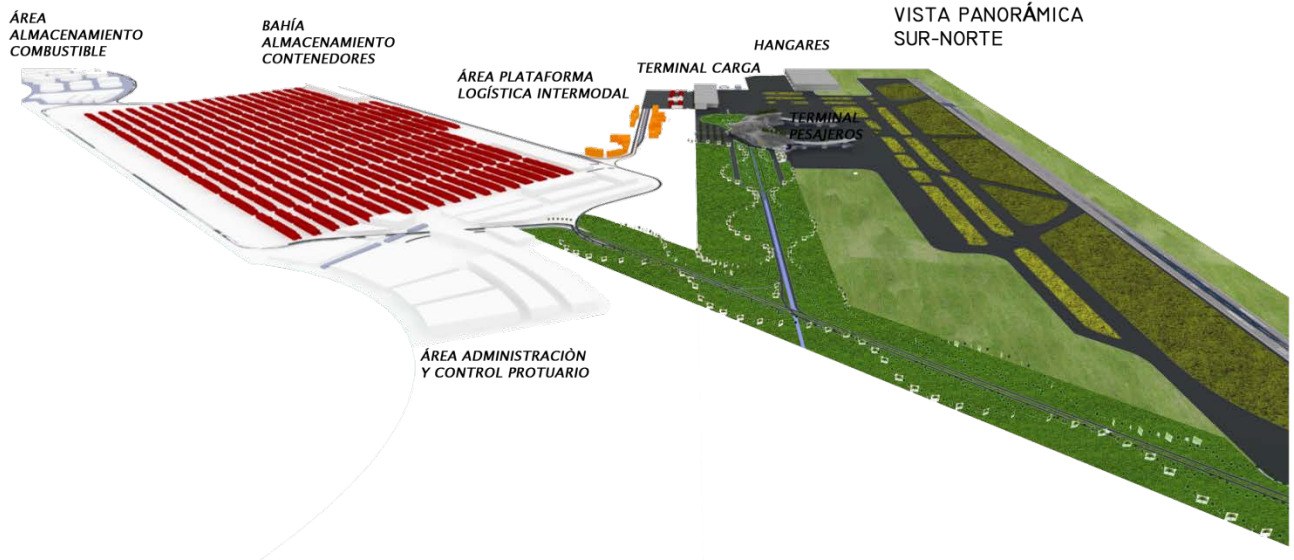 VISTA PANORÁMICA
SUR-NORTE
ÁREA
ALMACENAMIENTO
COMBUSTIBLE
BAHÍA
ALMACENAMIENTO
CONTENEDORES
ÁREA PLATAFORMA
LOGÍSTICA INTERMODAL
TERMINAL CARGA
HANGARES
TERMINAL
PESAJEROS
ÁREA ADMINISTRACIÒN
Y CONTROL PROTUARIO